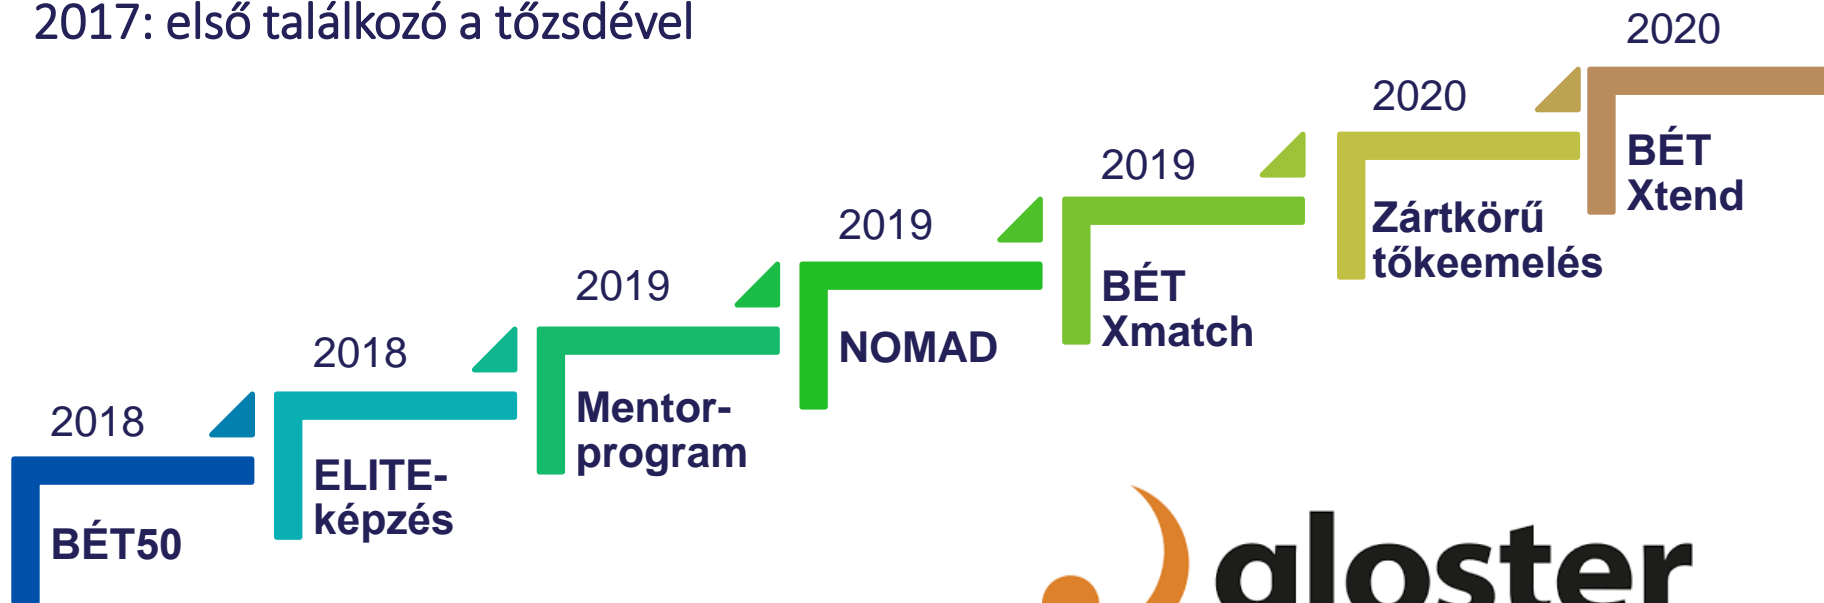 2017: első találkozó a tőzsdével
2018
BÉT50
2018
ELITE-
képzés
2019
Mentor-
program
2019
NOMAD
2019
BÉT
Xmatch
2020
Zártkörű
tőkeemelés
2020
BÉT
Xtend
gloster